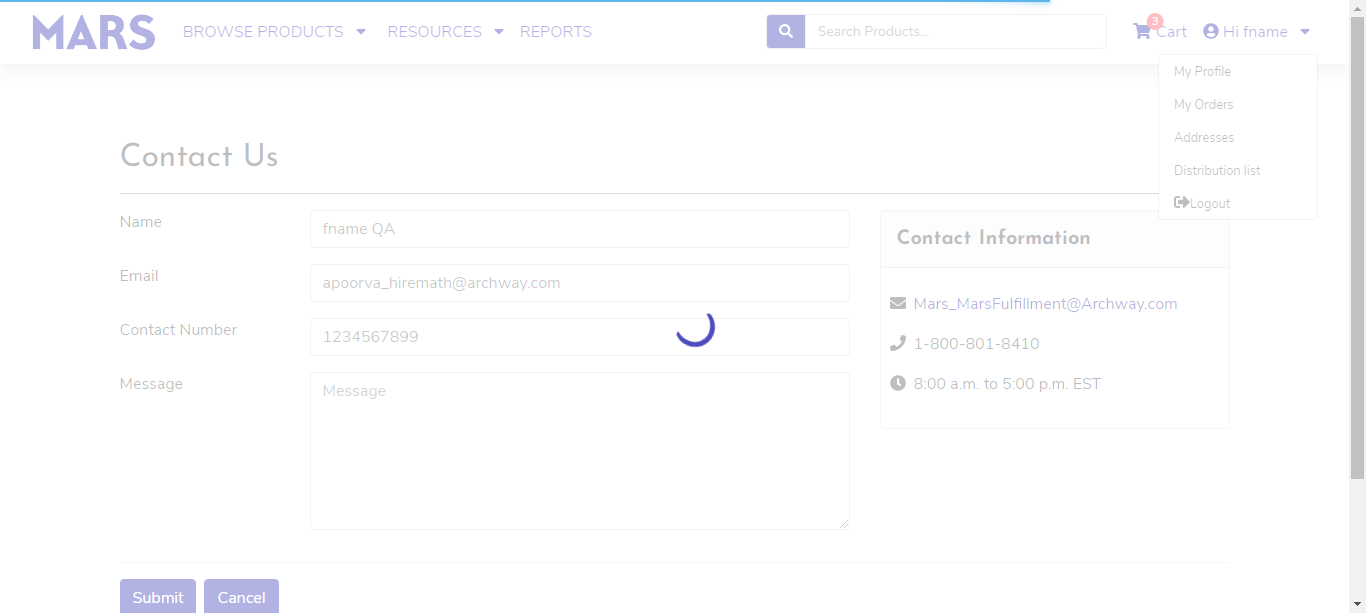 MARS BROWSE PRODUCTS RESOURCES REPORTS Search Products... 3 Cart Hi fname
My Profile
My Orders
Addresses
Distribution list
Logout
Contact Us
Name fname QA
Email apoorva_hiremath@archway.com
Contact Number 1234567899
Message Message
Contact Information
Mars_MarsFulfillment@Archway.com
1-800-801-8410
8:00 a.m. to 5:00 p.m. EST
Submit Cancel